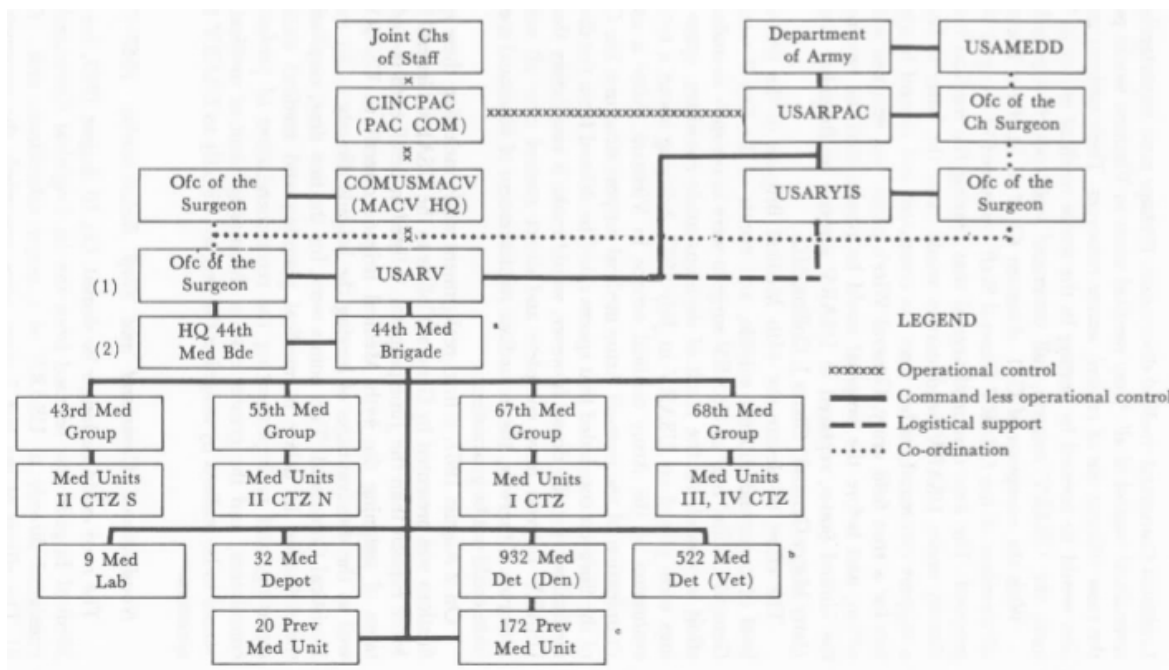 Joint Chs
of Staff
Department
of Army
USAMEDD
CINCPAC
(PAC COM)
USARPAC
Ofc of the
Ch Surgeon
Ofc of the
Surgeon
COMUSMACV
(MACV HQ)
USARYIS
Ofc of the
Surgeon
(1)
Ofc of the
Surgeon
USARV
(2)
HQ 44th
Med Bde
44th Med
Brigade
a
LEGEND
Operational control
Command less operational control
Logistical support
Co-ordination
43rd Med
Group
55th Med
Group
67th Med
Group
68th Med
Group
Med Units
II CTZ S
Med Units
II CTZ N
Med Units
I CTZ
Med Units
III, IV CTZ
9 Med
Lab
32 Med
Depot
932 Med
Det (Den)
522 Med
Det (Vet)
b
20 Prev
Med Unit
172 Prev
Med Unit
c